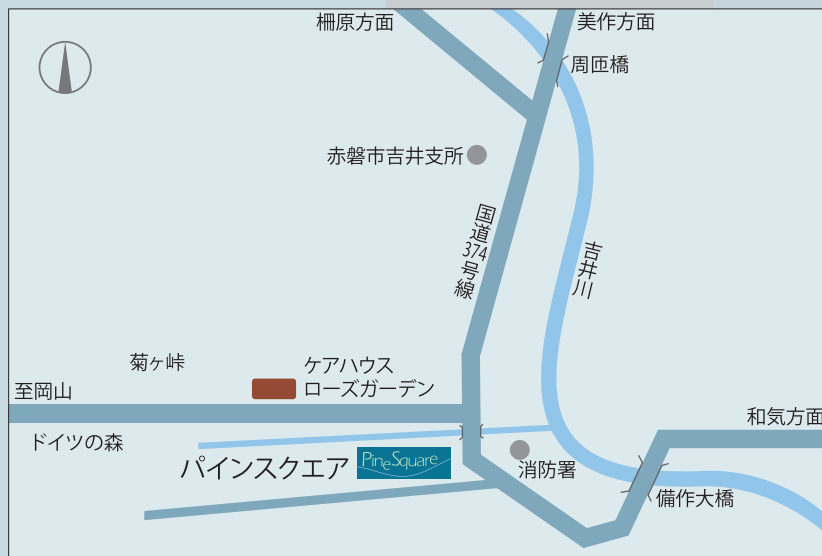 柵原方面
美作方面
周匝橋
赤磐市吉井支所
国道374号線
吉井川
菊ヶ峠
ケアハウス
ローズガーデン
至岡山
和気方面
ドイツの森
パインスクエア
PineSquare
消防署
備作大橋